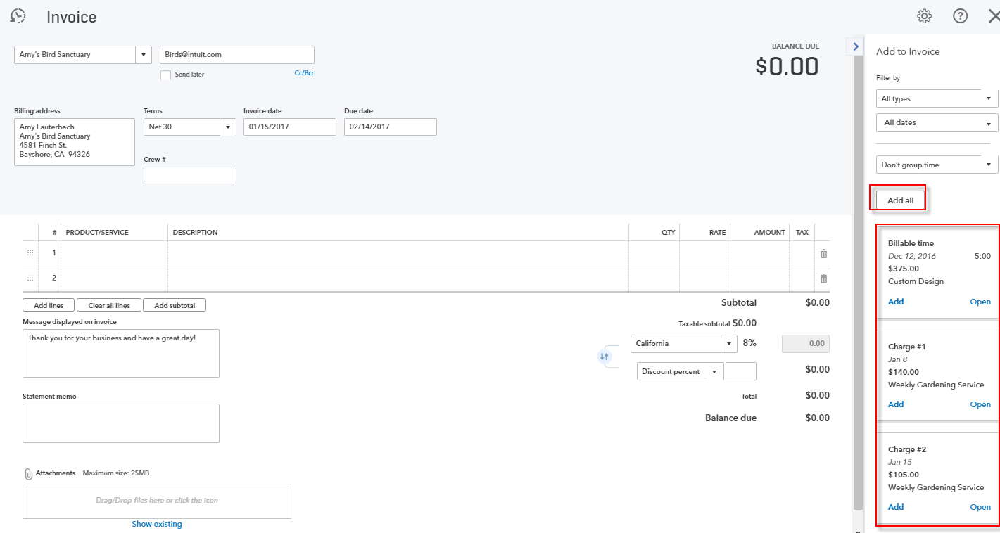 Invoice
Amy's Bird Sanctuary
Birds@Intuit.com
Send later
Cc/Bcc
BALANCE DUE
$0.00
Billing address
Amy Lauterbach
Amy's Bird Sanctuary
4581 Finch St.
Bayshore, CA  94326
Terms
Net 30
Invoice date
01/15/2017
Due date
02/14/2017
Crew #
# PRODUCT/SERVICE DESCRIPTION QTY RATE AMOUNT TAX
1
2
Add lines Clear all lines Add subtotal
Subtotal $0.00
Message displayed on invoice
Thank you for your business and have a great day!
Taxable subtotal $0.00
California 8% 0.00
Discount percent $0.00
Total $0.00
Balance due $0.00
Statement memo
Attachments Maximum size: 25MB
Drag/Drop files here or click the icon
Show existing
Add to Invoice
Filter by
All types
All dates
Don't group time
Add all
Billable time
Dec 12, 2016 5:00
$375.00
Custom Design
Add Open
Charge #1
Jan 8
$140.00
Weekly Gardening Service
Add Open
Charge #2
Jan 15
$105.00
Weekly Gardening Service
Add Open